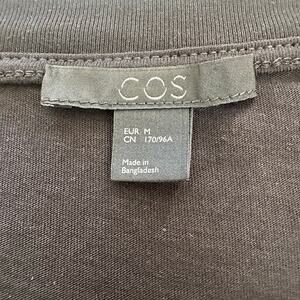 COS
EUR M
CN 170/96A
Made in
Bangladesh